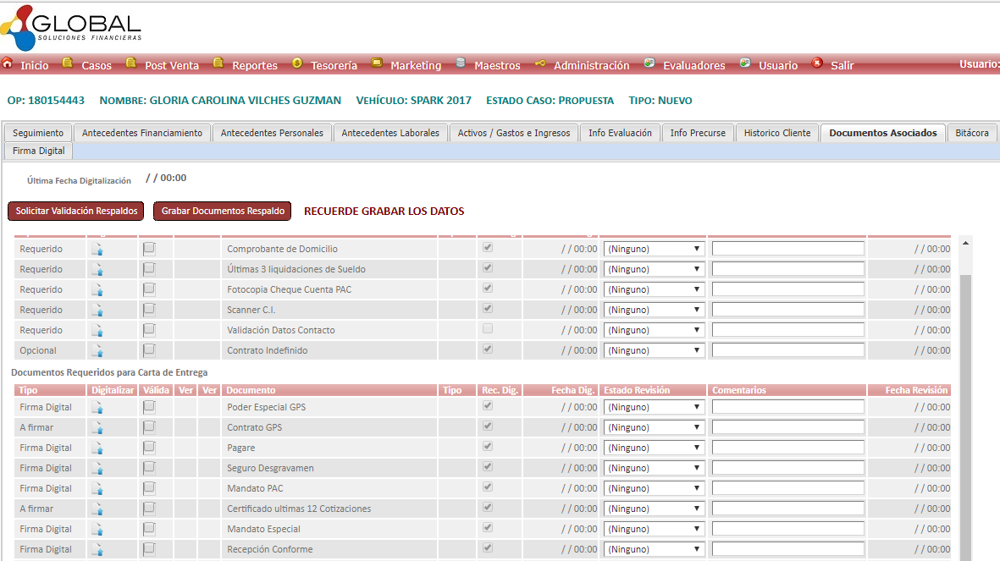 GLOBAL
SOLUCIONES FINANCIERAS
Inicio Casos Post Venta Reportes Tesorería Marketing Maestros Administración Evaluadores Usuario Salir Usuario:
OP: 180154443 NOMBRE: GLORIA CAROLINA VILCHES GUZMAN VEHÍCULO: SPARK 2017 ESTADO CASO: PROPUESTA TIPO: NUEVO
Seguimiento Antecedentes Financiamiento Antecedentes Personales Antecedentes Laborales Activos / Gastos e Ingresos Info Evaluación Info Precurse Historico Cliente Documentos Asociados Bitácora
Firma Digital
Última Fecha Digitalización / / 00:00
Solicitar Validación Respaldos Grabar Documentos Respaldo RECUERDE GRABAR LOS DATOS
Requerido Comprobante de Domicilio / / 00:00 (Ninguno) / / 00:00
Requerido Últimas 3 liquidaciones de Sueldo / / 00:00 (Ninguno) / / 00:00
Requerido Fotocopia Cheque Cuenta PAC / / 00:00 (Ninguno) / / 00:00
Requerido Scanner C.I. / / 00:00 (Ninguno) / / 00:00
Requerido Validación Datos Contacto / / 00:00 (Ninguno) / / 00:00
Opcional Contrato Indefinido / / 00:00 (Ninguno) / / 00:00
Documentos Requeridos para Carta de Entrega
Tipo Digitalizar Válida Ver Ver Documento Tipo Rec. Dig. Fecha Dig. Estado Revisión Comentarios Fecha Revisión
Firma Digital Poder Especial GPS / / 00:00 (Ninguno) / / 00:00
A firmar Contrato GPS / / 00:00 (Ninguno) / / 00:00
Firma Digital Pagare / / 00:00 (Ninguno) / / 00:00
Firma Digital Seguro Desgravamen / / 00:00 (Ninguno) / / 00:00
Firma Digital Mandato PAC / / 00:00 (Ninguno) / / 00:00
A firmar Certificado ultimas 12 Cotizaciones / / 00:00 (Ninguno) / / 00:00
Firma Digital Mandato Especial / / 00:00 (Ninguno) / / 00:00
Firma Digital Recepción Conforme / / 00:00 (Ninguno) / / 00:00